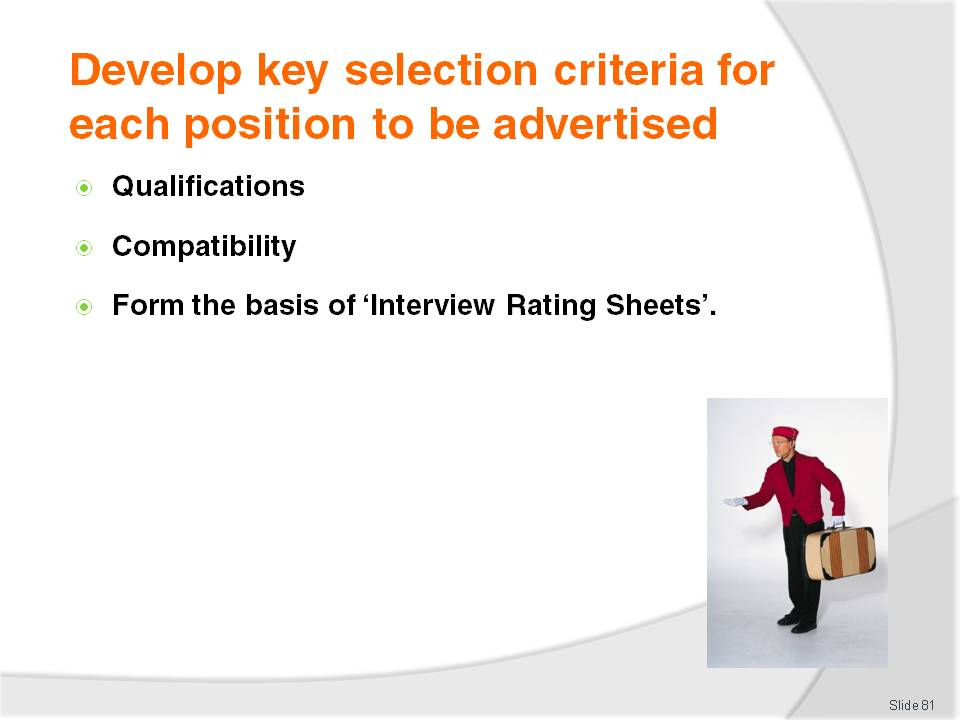 Develop key selection criteria for
each position to be advertised
Qualifications
Compatibility
Form the basis of ‘Interview Rating Sheets’.
Slide 81